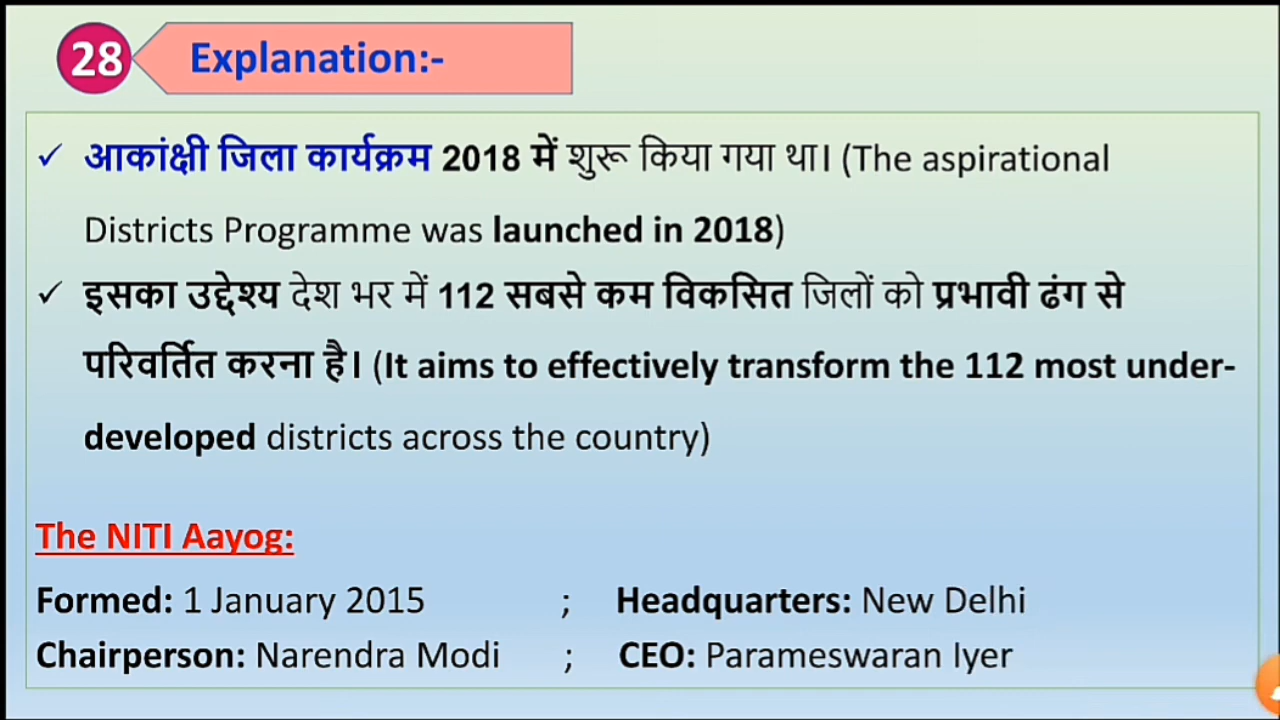 28 Explanation:-
✓ आकांक्षी जिला कार्यक्रम 2018 में शुरू किया गया था। (The aspirational
Districts Programme was launched in 2018)
✓ इसका उद्देश्य देश भर में 112 सबसे कम विकसित जिलों को प्रभावी ढंग से
परिवर्तित करना है। (It aims to effectively transform the 112 most under-
developed districts across the country)
The NITI Aayog:
Formed: 1 January 2015 ; Headquarters: New Delhi
Chairperson: Narendra Modi ; CEO: Parameswaran Iyer